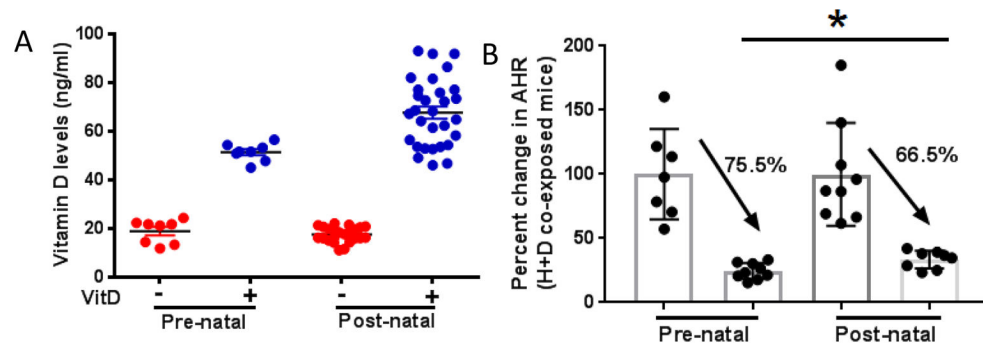 A
Vitamin D levels (ng/ml)
100
80
60
40
20
0
VitD - + - +
Pre-natal Post-natal
B
*
Percent change in AHR
(H+D co-exposed mice)
200
150
100
50
0
75.5% 66.5%
Pre-natal Post-natal